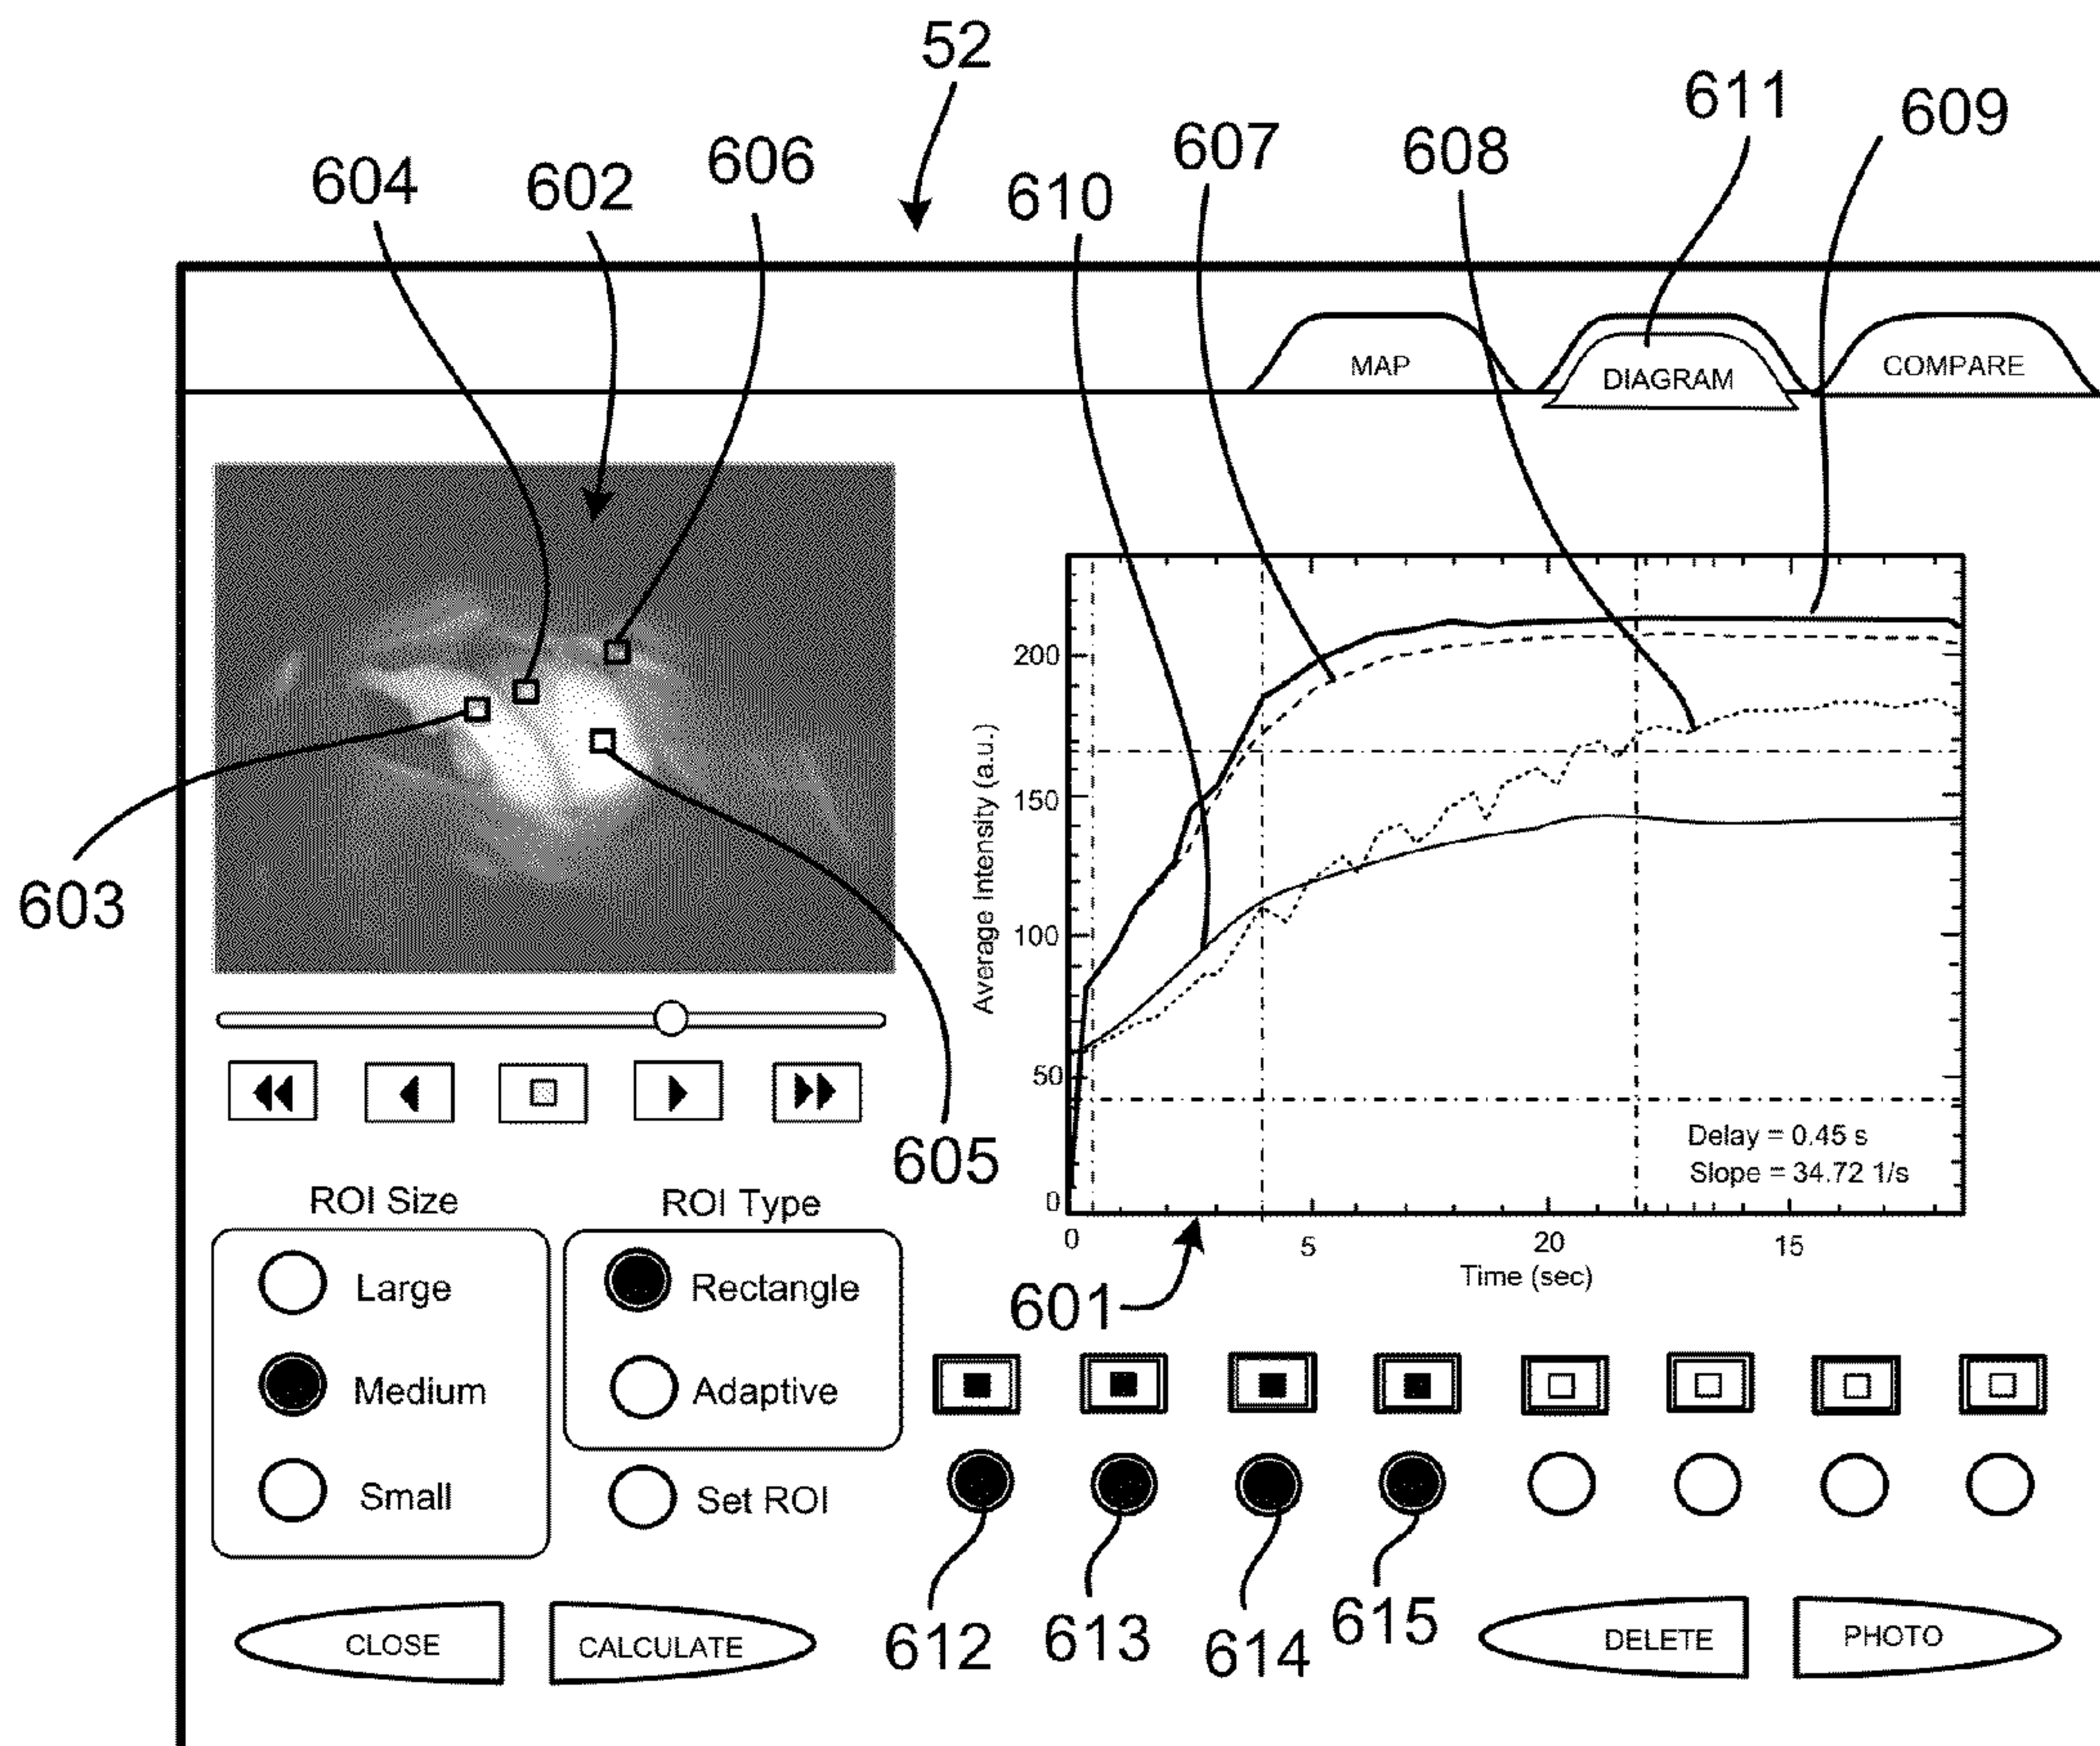 52
611
609
607
608
606
604
602
610
MAP
DIAGRAM
COMPARE
603
605
Average Intensity (a.u.)
200
150
100
50
0
Delay = 0.45 s
Slope = 34.72 1/s
0
5
20
15
Time (sec)
601
ROI Size
ROI Type
Large
Rectangle
Medium
Adaptive
Small
Set ROI
612
613
614
615
CLOSE
CALCULATE
DELETE
PHOTO